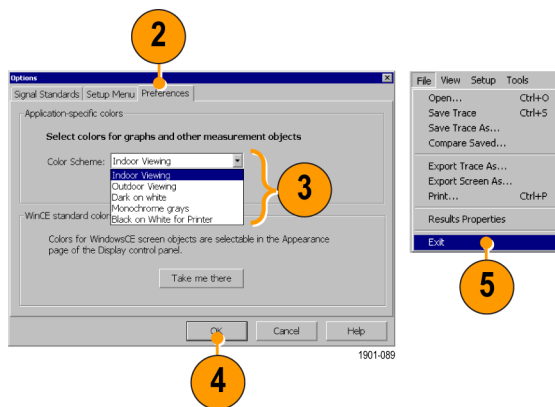 2
Options
Signal Standards Setup Menu Preferences
Application-specific colors
Select colors for graphs and other measurement objects
Color Scheme: Indoor Viewing
Indoor Viewing
Outdoor Viewing
Dark on white
Monochrome grays
Black on White for Printer
3
WinCE standard color
Colors for WindowsCE screen objects are selectable in the Appearance
page of the Display control panel.
Take me there
OK Cancel Help
1901-089
4
File View Setup Tools
Open... Ctrl+O
Save Trace Ctrl+S
Save Trace As...
Compare Saved...
Export Trace As...
Export Screen As...
Print... Ctrl+P
Results Properties
Exit
5